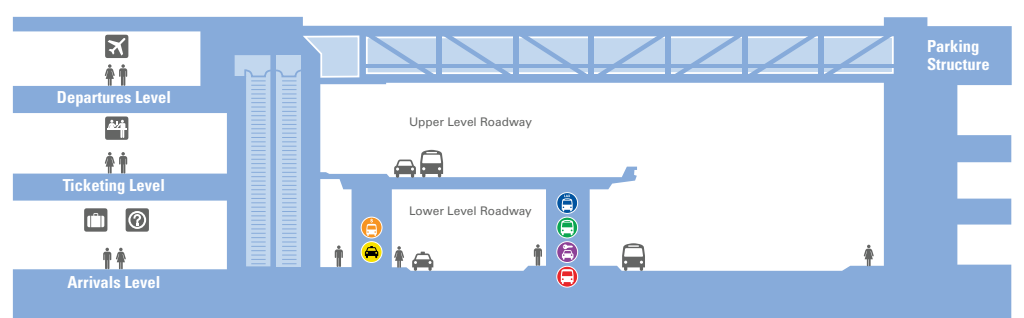 Parking
Structure
Departures Level
Upper Level Roadway
Ticketing Level
Lower Level Roadway
Arrivals Level